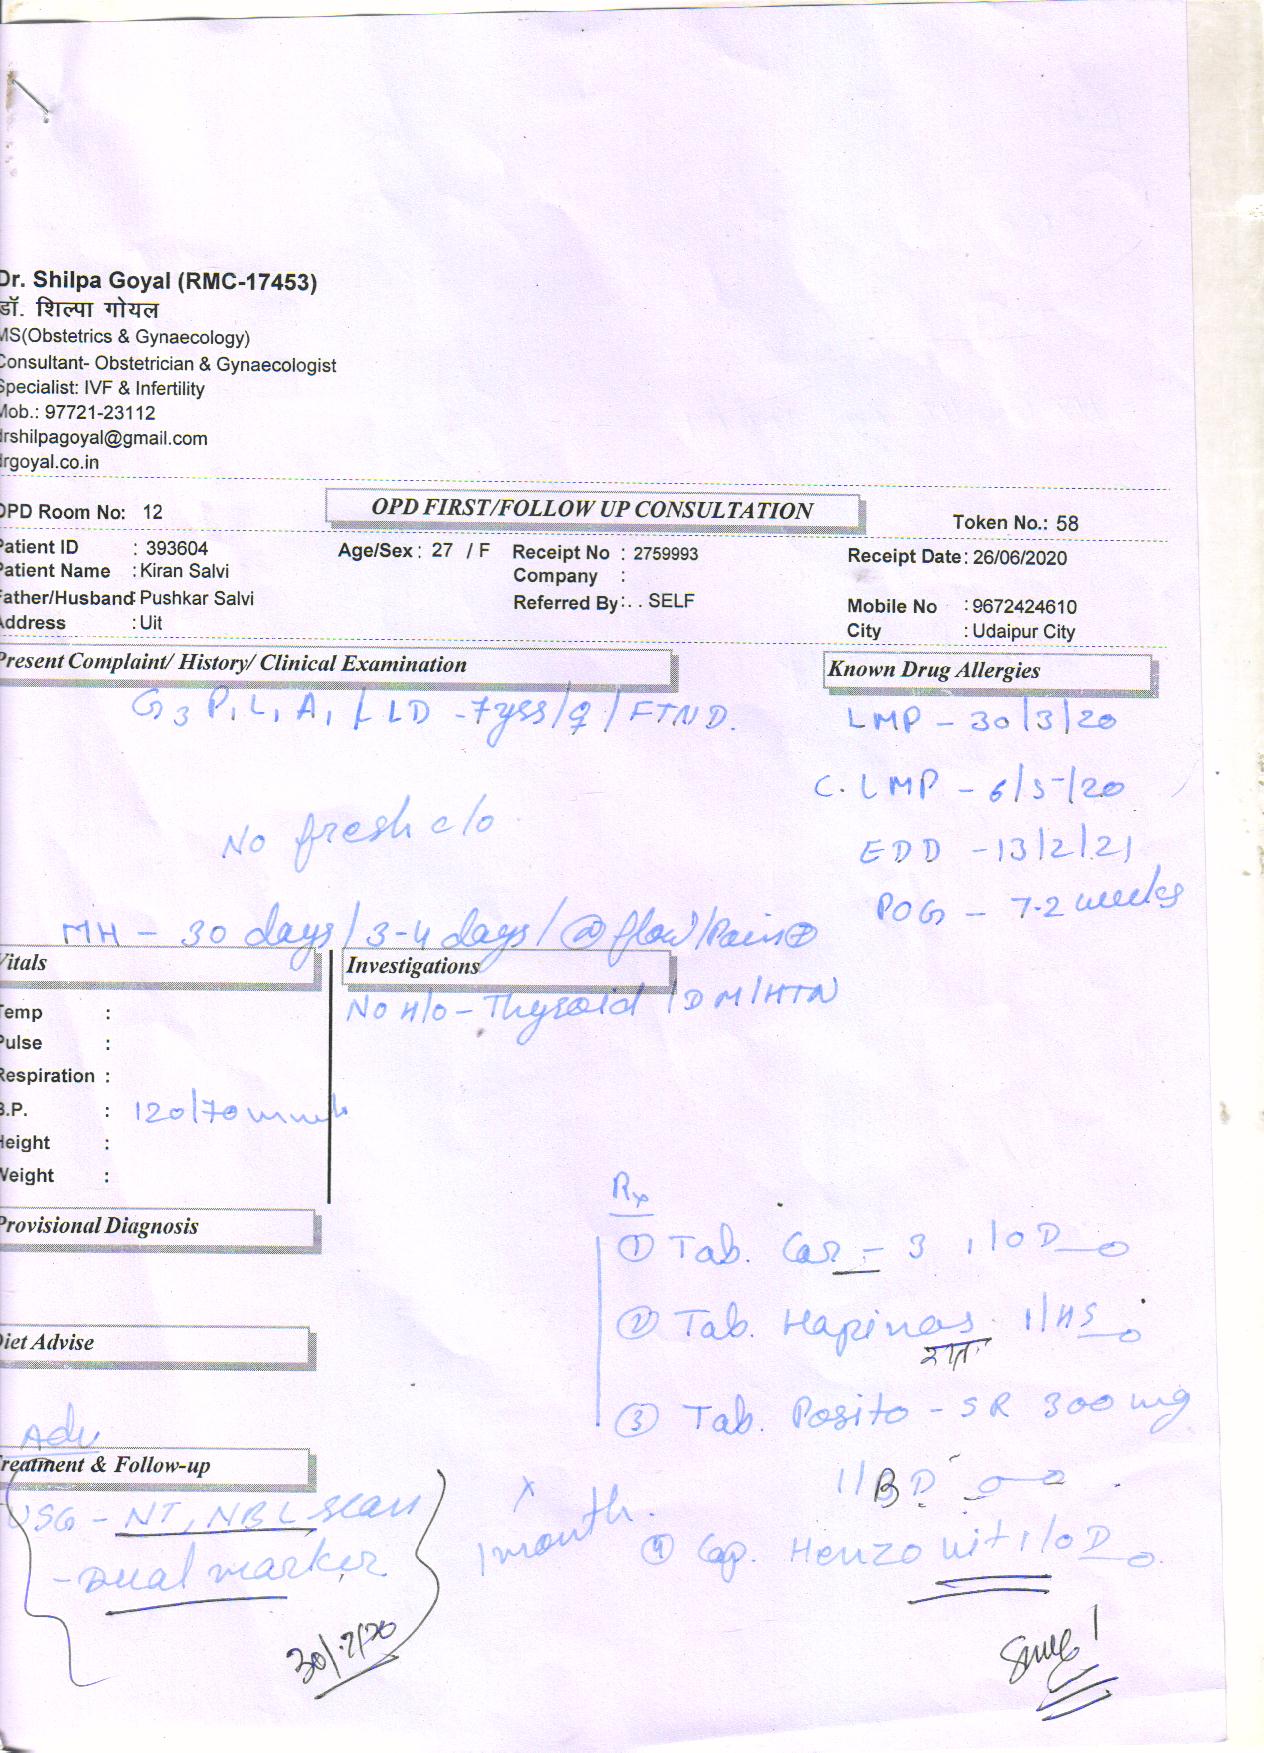 Dr. Shilpa Goyal (RMC-17453)
डॉ. शिल्पा गोयल
MS(Obstetrics & Gynaecology)
Consultant- Obstetrician & Gynaecologist
Specialist: IVF & Infertility
Mob.: 97721-23112
drshilpagoyal@gmail.com
drgoyal.co.in
OPD Room No: 12 OPD FIRST/FOLLOW UP CONSULTATION Token No.: 58
Patient ID : 393604 Age/Sex : 27 / F Receipt No : 2759993 Receipt Date : 26/06/2020
Patient Name : Kiran Salvi Company :
Father/Husband : Pushkar Salvi Referred By : . . SELF Mobile No : 9672424610
Address : Uit City : Udaipur City
Present Complaint/ History/ Clinical Examination Known Drug Allergies
G3 P1 L1 A1 / LD - 7yrs/♀/FTND. LMP - 30/3/20
C. LMP - 6/5/20
No fresh c/o EDD - 13/2/21
POG - 7.2 weeks
MH - 30 days/3-4 days/ flow/Pain⊕
Vitals Investigations
No H/o - Thyroid /DM/HTN
Temp :
Pulse :
Respiration :
B.P. : 120/70
Height :
Weight :
Rx
Provisional Diagnosis
① Tab. Car - 3 1/OD
② Tab. Hapinas 1/HS
रात
Diet Advise
③ Tab. Posito - SR 300 mg
1/BD
Adv
Treatment & Follow-up
USG - NT, NBL scan
- Dual marker
x 1 month.
④ Cap. Henzo 1/OD
30/7/20